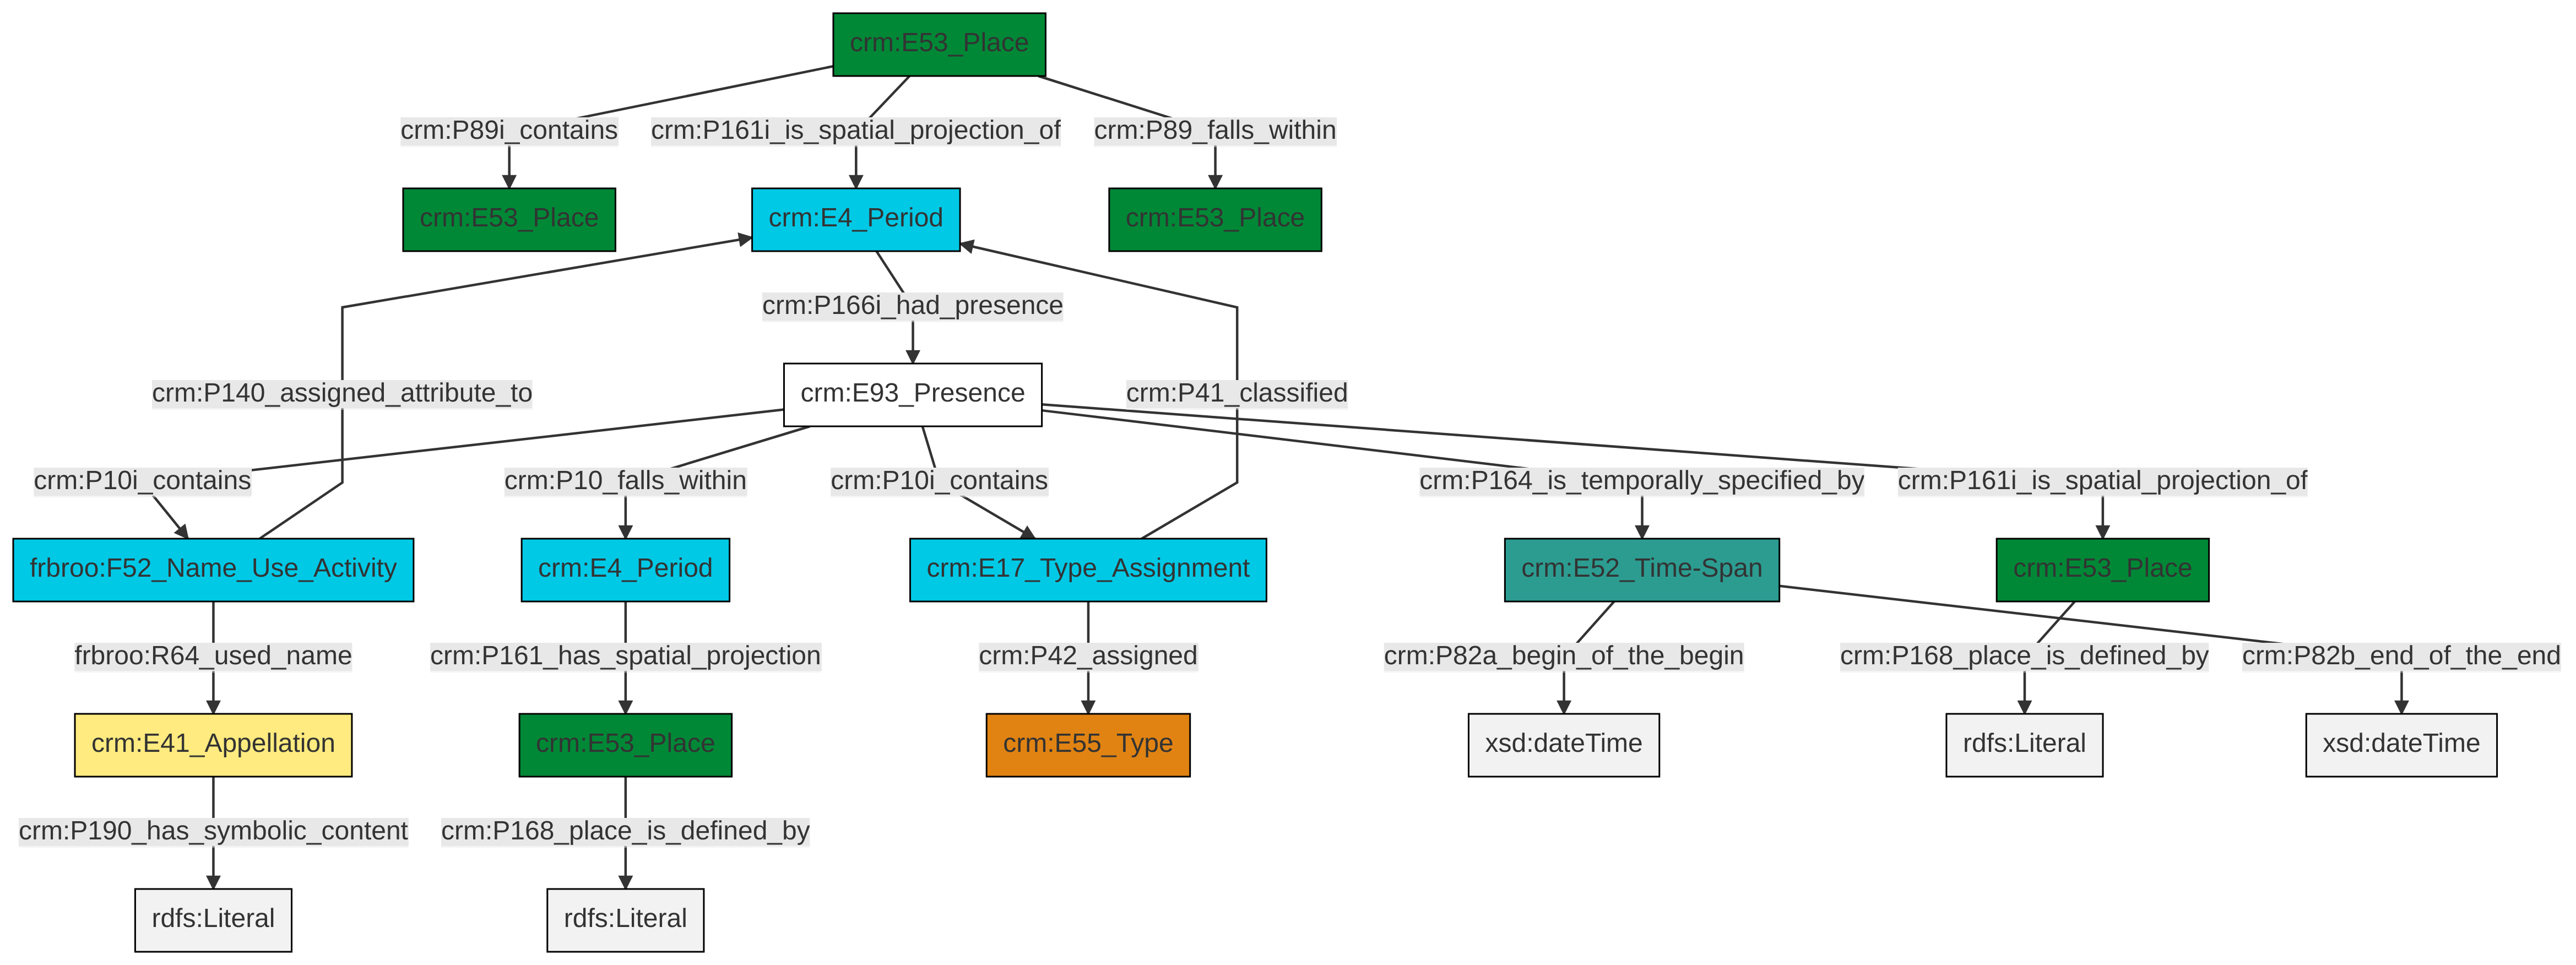 crm:E53_Place
crm:P89i_contains
crm:P161i_is_spatial_projection_of
crm:P89_falls_within
crm:E53_Place
crm:E4_Period
crm:E53_Place
crm:P166i_had_presence
crm:P140_assigned_attribute_to
crm:E93_Presence
crm:P41_classified
crm:P10i_contains
crm:P10_falls_within
crm:P10i_contains
crm:P164_is_temporally_specified_by
crm:P161i_is_spatial_projection_of
frbroo:F52_Name_Use_Activity
crm:E4_Period
crm:E17_Type_Assignment
crm:E52_Time-Span
crm:E53_Place
frbroo:R64_used_name
crm:P161_has_spatial_projection
crm:P42_assigned
crm:P82a_begin_of_the_begin
crm:P168_place_is_defined_by
crm:P82b_end_of_the_end
crm:E41_Appellation
crm:E53_Place
crm:E55_Type
xsd:dateTime
rdfs:Literal
xsd:dateTime
crm:P190_has_symbolic_content
crm:P168_place_is_defined_by
rdfs:Literal
rdfs:Literal